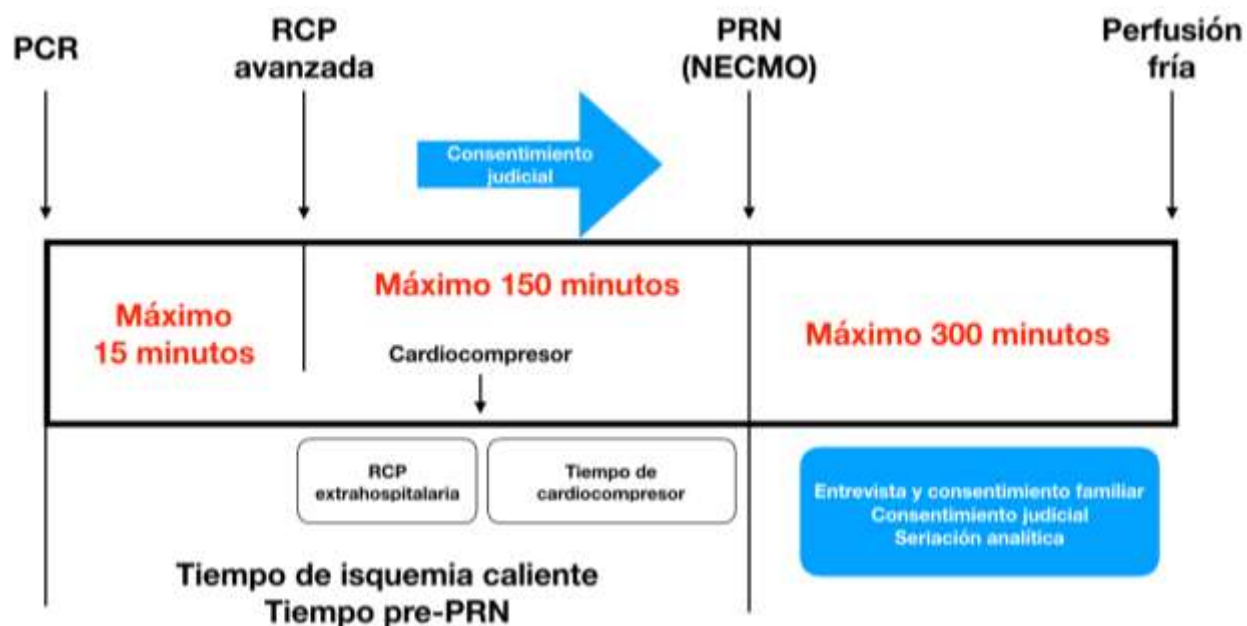 PCR
RCP
avanzada
PRN
(NECMO)
Perfusión
fría
Consentimiento
judicial
Máximo
15 minutos
Máximo 150 minutos
Máximo 300 minutos
Cardiocompresor
RCP
extrahospitalaria
Tiempo de
cardiocompresor
Entrevista y consentimiento familiar
Consentimiento judicial
Seriación analítica
Tiempo de isquemia caliente
Tiempo pre-PRN